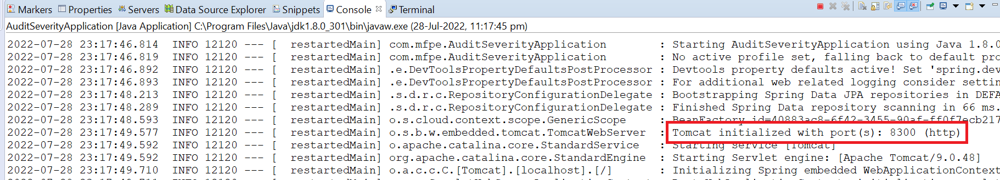 Markers Properties Servers Data Source Explorer Snippets Console Terminal
AuditSeverityApplication [Java Application] C:\Program Files\Java\jdk1.8.0_301\bin\javaw.exe (28-Jul-2022, 11:17:45 pm)
2022-07-28 23:17:46.814  INFO 12120 --- [  restartedMain] com.mfpe.AuditSeverityApplication        : Starting AuditSeverityApplication using Java 1.8.0
2022-07-28 23:17:46.819  INFO 12120 --- [  restartedMain] com.mfpe.AuditSeverityApplication        : No active profile set, falling back to default pro
2022-07-28 23:17:46.892  INFO 12120 --- [  restartedMain] .e.DevToolsPropertyDefaultsPostProcessor : Devtools property defaults active! Set 'spring.dev
2022-07-28 23:17:46.893  INFO 12120 --- [  restartedMain] .e.DevToolsPropertyDefaultsPostProcessor : For additional web related logging consider settin
2022-07-28 23:17:48.213  INFO 12120 --- [  restartedMain] .s.d.r.c.RepositoryConfigurationDelegate : Bootstrapping Spring Data JPA repositories in DEFA
2022-07-28 23:17:48.289  INFO 12120 --- [  restartedMain] .s.d.r.c.RepositoryConfigurationDelegate : Finished Spring Data repository scanning in 66 ms.
2022-07-28 23:17:48.593  INFO 12120 --- [  restartedMain] o.s.cloud.context.scope.GenericScope     : BeanFactory id=40883ac8-6f42-3455-90af-ff0f7ecb217
2022-07-28 23:17:49.577  INFO 12120 --- [  restartedMain] o.s.b.w.embedded.tomcat.TomcatWebServer  : Tomcat initialized with port(s): 8300 (http)
2022-07-28 23:17:49.592  INFO 12120 --- [  restartedMain] o.apache.catalina.core.StandardService   : Starting service [Tomcat]
2022-07-28 23:17:49.592  INFO 12120 --- [  restartedMain] org.apache.catalina.core.StandardEngine  : Starting Servlet engine: [Apache Tomcat/9.0.48]
2022-07-28 23:17:49.710  INFO 12120 --- [  restartedMain] o.a.c.c.C.[Tomcat].[localhost].[/]       : Initializing Spring embedded WebApplicationContext